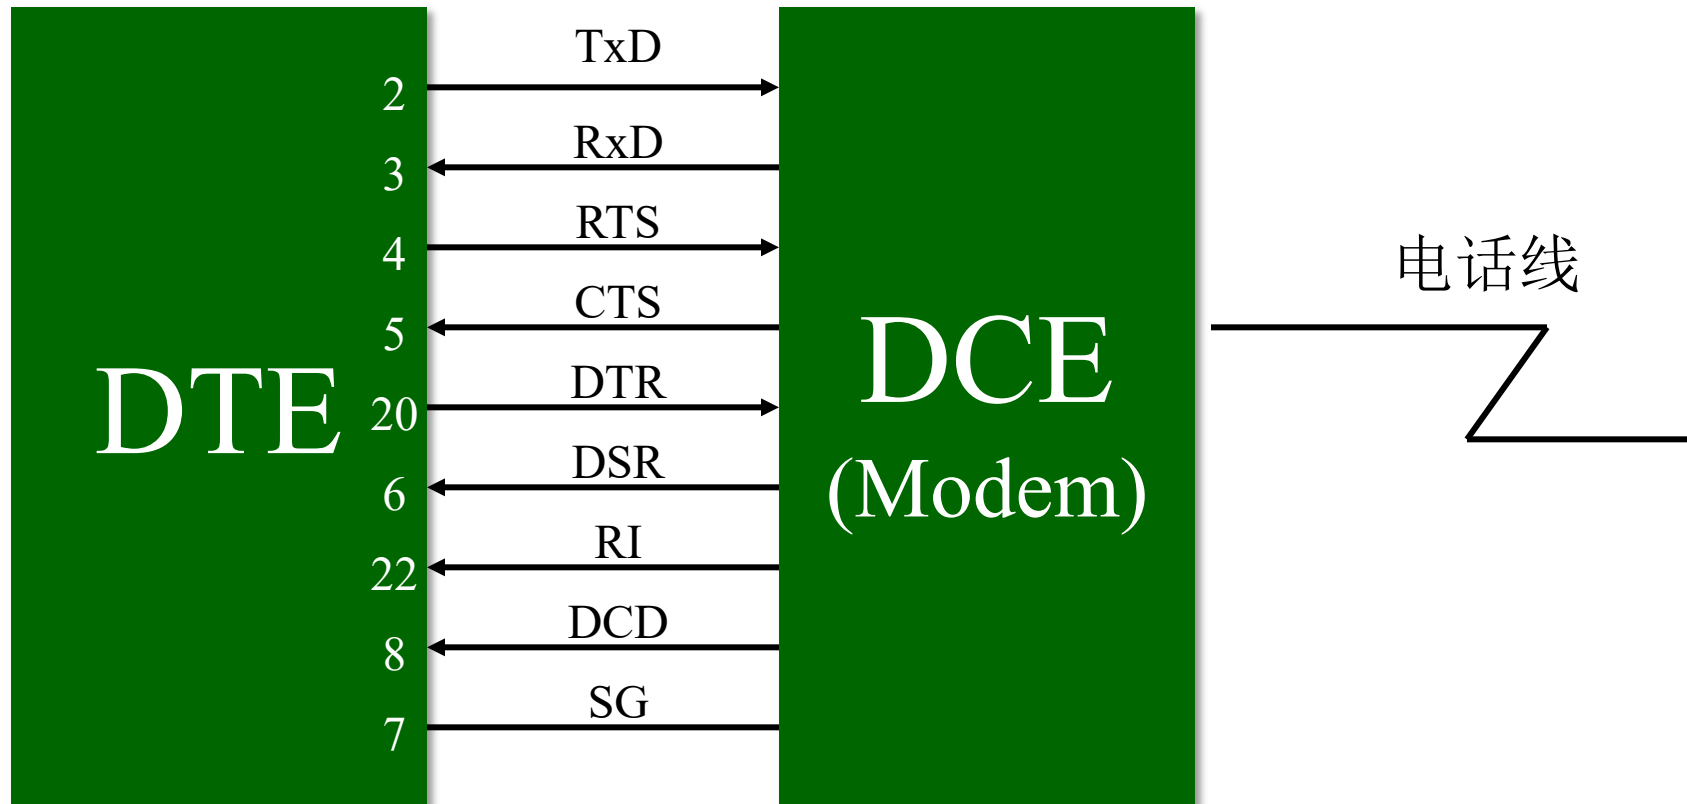 TxD
2
RxD
3
RTS
4
CTS
5
DTR
20
DSR
6
RI
22
DCD
8
SG
7
DTE
DCE
(Modem)
电话线